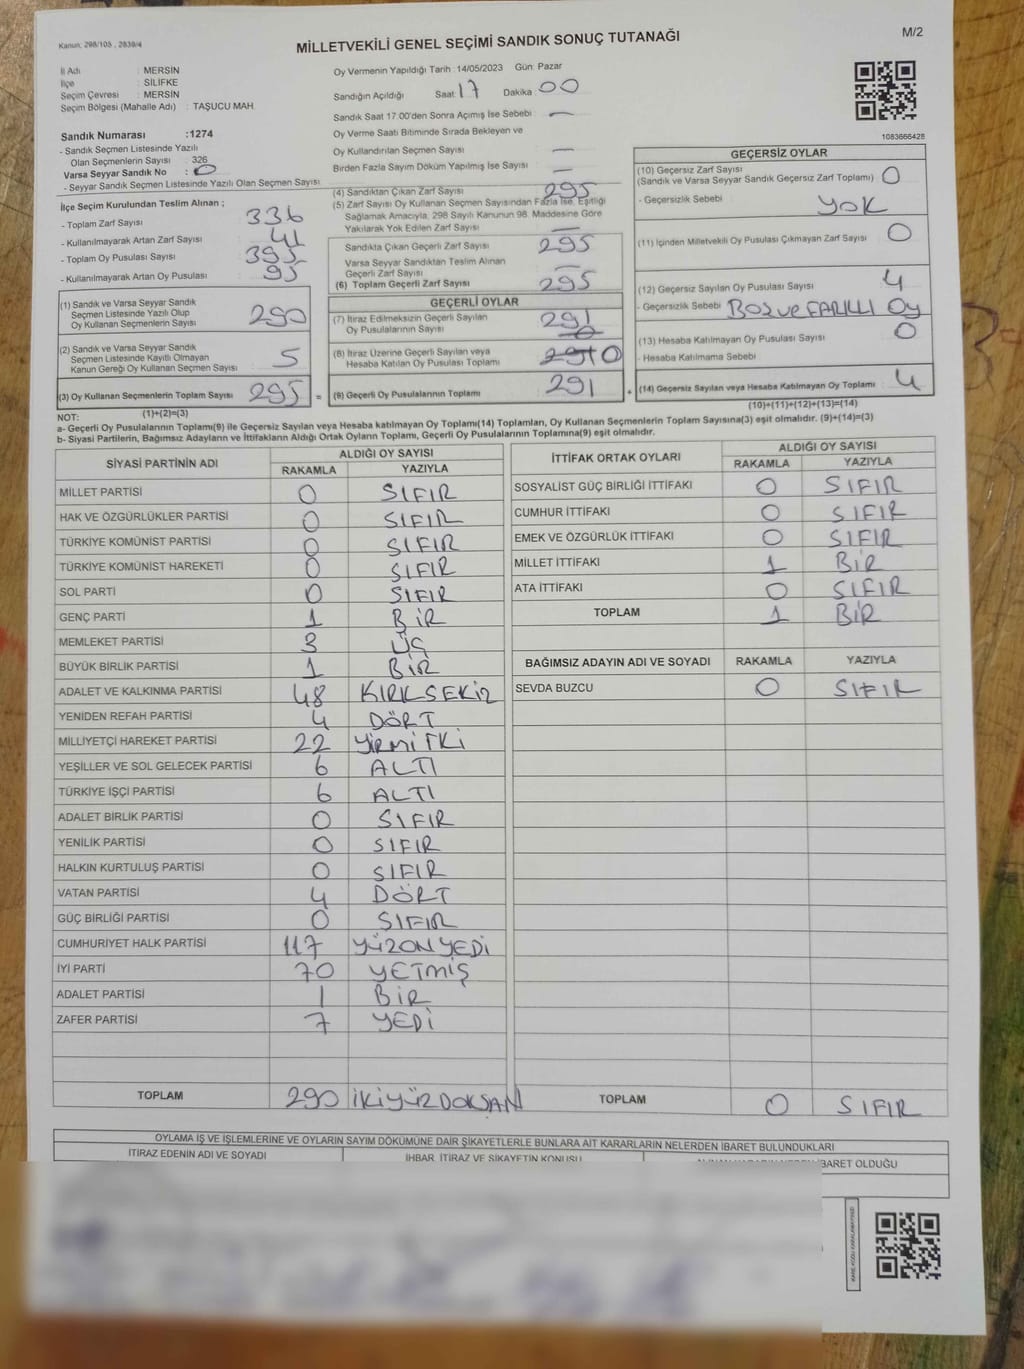 Kanun: 298/105 , 2839/4
MİLLETVEKİLİ GENEL SEÇİMİ SANDIK SONUÇ TUTANAĞI
M/2
İl Adı : MERSİN
İlçe : SİLİFKE
Seçim Çevresi : MERSİN
Seçim Bölgesi (Mahalle Adı) : TAŞUCU MAH.
Oy Vermenin Yapıldığı Tarih :14/05/2023 Gün: Pazar
Sandığın Açıldığı Saat: 17 Dakika: 00
Sandık Saat 17.00'den Sonra Açımış İse Sebebi : —
Oy Verme Saati Bitiminde Sırada Bekleyen ve
Oy Kullandırılan Seçmen Sayısı : —
Birden Fazla Sayım Döküm Yapılmış İse Sayısı : —
1083666428
Sandık Numarası :1274
- Sandık Seçmen Listesinde Yazılı
Olan Seçmenlerin Sayısı : 326
Varsa Seyyar Sandık No : 0
- Seyyar Sandık Seçmen Listesinde Yazılı Olan Seçmen Sayısı :
İlçe Seçim Kurulundan Teslim Alınan ;
- Toplam Zarf Sayısı : 336
- Kullanılmayarak Artan Zarf Sayısı : 41
- Toplam Oy Pusulası Sayısı : 395
- Kullanılmayarak Artan Oy Pusulası : 95
(1) Sandık ve Varsa Seyyar Sandık
Seçmen Listesinde Yazılı Olup
Oy Kullanan Seçmenlerin Sayısı : 290
(2) Sandık ve Varsa Seyyar Sandık
Seçmen Listesinde Kayıtlı Olmayan
Kanun Gereği Oy Kullanan Seçmen Sayısı : 5
(3) Oy Kullanan Seçmenlerin Toplam Sayısı : 295 =
(1)+(2)=(3)
(4) Sandıktan Çıkan Zarf Sayısı : 295
(5) Zarf Sayısı Oy Kullanan Seçmen Sayısından Fazla İse, Eşitliği
Sağlamak Amacıyla, 298 Sayılı Kanunun 98. Maddesine Göre
Yakılarak Yok Edilen Zarf Sayısı : —
Sandıkta Çıkan Geçerli Zarf Sayısı : 295
Varsa Seyyar Sandıktan Teslim Alınan
Geçerli Zarf Sayısı : —
(6) Toplam Geçerli Zarf Sayısı : 295
GEÇERLİ OYLAR
(7) İtiraz Edilmeksizin Geçerli Sayılan
Oy Pusulalarının Sayısı : 291
(8) İtiraz Üzerine Geçerli Sayılan veya
Hesaba Katılan Oy Pusulası Toplamı : 0
(9) Geçerli Oy Pusulalarının Toplamı : 291 +
GEÇERSİZ OYLAR
(10) Geçersiz Zarf Sayısı
(Sandık ve Varsa Seyyar Sandık Geçersiz Zarf Toplamı) : 0
- Geçersizlik Sebebi : YOK
(11) İçinden Milletvekili Oy Pusulası Çıkmayan Zarf Sayısı : 0
(12) Geçersiz Sayılan Oy Pusulası Sayısı : 4
- Geçersizlik Sebebi : BOŞ VE FARKLI OY
(13) Hesaba Katılmayan Oy Pusulası Sayısı : 0
- Hesaba Katılmama Sebebi :
(14) Geçersiz Sayılan veya Hesaba Katılmayan Oy Toplamı : 4
(10)+(11)+(12)+(13)=(14)
NOT:
a- Geçerli Oy Pusulalarının Toplamı(9) ile Geçersiz Sayılan veya Hesaba katılmayan Oy Toplamı(14) Toplamları, Oy Kullanan Seçmenlerin Toplam Sayısına(3) eşit olmalıdır. (9)+(14)=(3)
b- Siyasi Partilerin, Bağımsız Adayların ve İttifakların Aldığı Ortak Oyların Toplamı, Geçerli Oy Pusulalarının Toplamına(9) eşit olmalıdır.
SİYASİ PARTİNİN ADI ALDIĞI OY SAYISI
RAKAMLA YAZIYLA
MİLLET PARTİSİ 0 SIFIR
HAK VE ÖZGÜRLÜKLER PARTİSİ 0 SIFIR
TÜRKİYE KOMÜNİST PARTİSİ 0 SIFIR
TÜRKİYE KOMÜNİST HAREKETİ 0 SIFIR
SOL PARTİ 0 SIFIR
GENÇ PARTİ 1 BİR
MEMLEKET PARTİSİ 3 ÜÇ
BÜYÜK BİRLİK PARTİSİ 1 BİR
ADALET VE KALKINMA PARTİSİ 48 KIRKSEKİZ
YENİDEN REFAH PARTİSİ 4 DÖRT
MİLLİYETÇİ HAREKET PARTİSİ 22 YİRMİ İKİ
YEŞİLLER VE SOL GELECEK PARTİSİ 6 ALTI
TÜRKİYE İŞÇİ PARTİSİ 6 ALTI
ADALET BİRLİK PARTİSİ 0 SIFIR
YENİLİK PARTİSİ 0 SIFIR
HALKIN KURTULUŞ PARTİSİ 0 SIFIR
VATAN PARTİSİ 4 DÖRT
GÜÇ BİRLİĞİ PARTİSİ 0 SIFIR
CUMHURİYET HALK PARTİSİ 117 YÜZONYEDİ
İYİ PARTİ 70 YETMİŞ
ADALET PARTİSİ 1 BİR
ZAFER PARTİSİ 7 YEDİ
TOPLAM 290 İKİYÜZDOKSAN
İTTİFAK ORTAK OYLARI ALDIĞI OY SAYISI
RAKAMLA YAZIYLA
SOSYALİST GÜÇ BİRLİĞİ İTTİFAKI 0 SIFIR
CUMHUR İTTİFAKI 0 SIFIR
EMEK VE ÖZGÜRLÜK İTTİFAKI 0 SIFIR
MİLLET İTTİFAKI 1 BİR
ATA İTTİFAKI 0 SIFIR
TOPLAM 1 BİR
BAĞIMSIZ ADAYIN ADI VE SOYADI RAKAMLA YAZIYLA
SEVDA BUZCU 0 SIFIR
TOPLAM 0 SIFIR
OYLAMA İŞ VE İŞLEMLERİNE VE OYLARIN SAYIM DÖKÜMÜNE DAİR ŞİKAYETLERLE BUNLARA AİT KARARLARIN NELERDEN İBARET BULUNDUKLARI
İTİRAZ EDENİN ADI VE SOYADI
İHBAR, İTİRAZ VE ŞİKAYETİN KONUSU
İBARET OLDUĞU